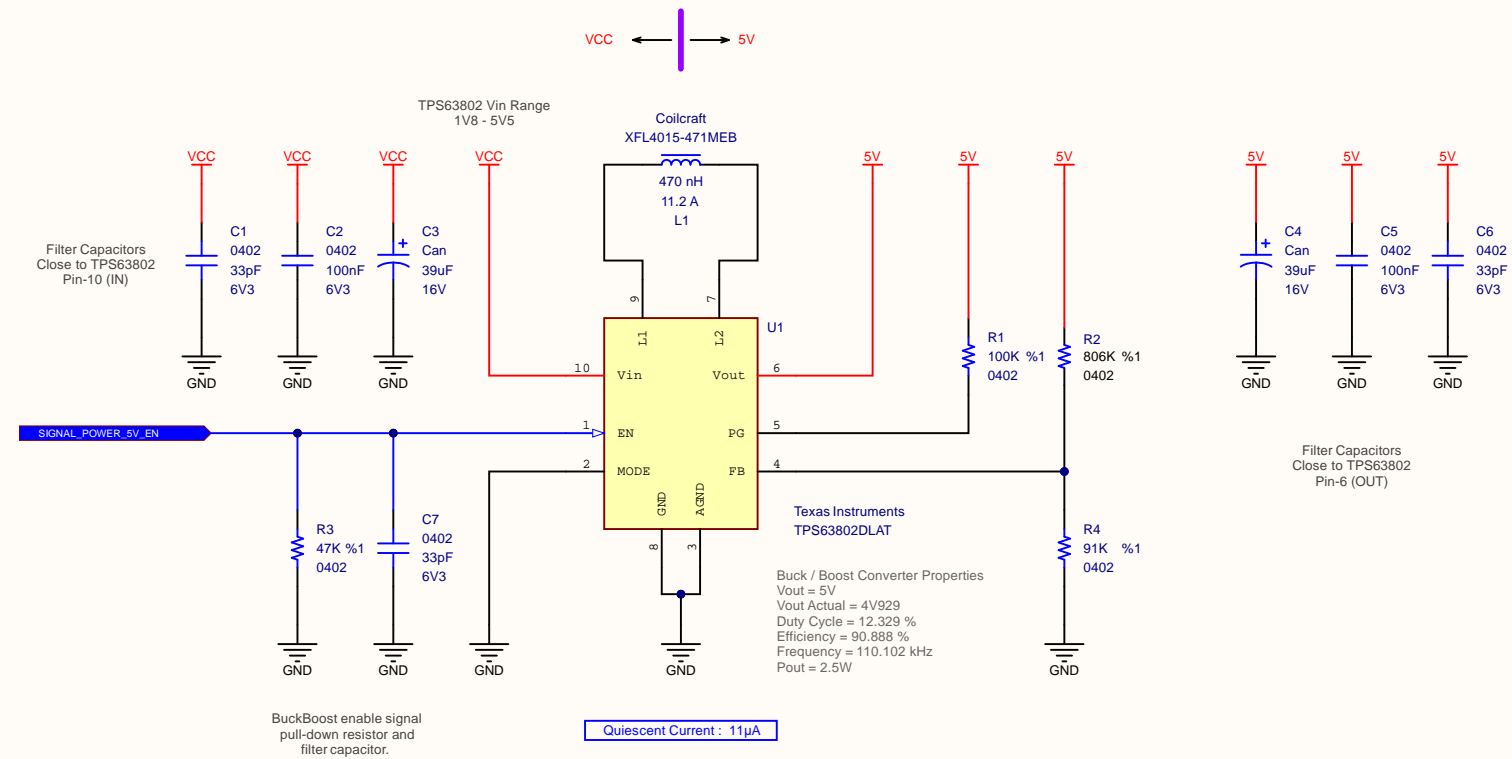 VCC
5V
TPS63802 Vin Range
1V8 - 5V5
Coilcraft
XFL4015-471MEB
470 nH
11.2 A
L1
VCC
VCC
VCC
VCC
5V
5V
5V
5V
5V
5V
Filter Capacitors
Close to TPS63802
Pin-10 (IN)
C1
0402
33pF
6V3
C2
0402
100nF
6V3
C3
+
Can
39uF
16V
GND
GND
GND
9
7
U1
L1
L2
10
Vin
Vout
6
1
EN
PG
5
2
MODE
FB
4
GND
AGND
8
3
Texas Instruments
TPS63802DLAT
R1
100K %1
0402
R2
806K %1
0402
C4
+
Can
39uF
16V
C5
0402
100nF
6V3
C6
0402
33pF
6V3
GND
GND
GND
Filter Capacitors
Close to TPS63802
Pin-6 (OUT)
SIGNAL_POWER_5V_EN
R3
47K %1
0402
C7
0402
33pF
6V3
R4
91K %1
0402
Buck / Boost Converter Properties
Vout = 5V
Vout Actual = 4V929
Duty Cycle = 12.329 %
Efficiency = 90.888 %
Frequency = 110.102 kHz
Pout = 2.5W
GND
GND
GND
GND
GND
BuckBoost enable signal
pull-down resistor and
filter capacitor.
Quiescent Current : 11µA